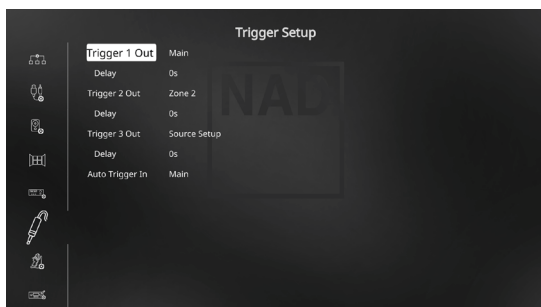 Trigger Setup
Trigger 1 Out Main
Delay 0s
Trigger 2 Out Zone 2
Delay 0s
Trigger 3 Out Source Setup
Delay 0s
Auto Trigger In Main
NAD